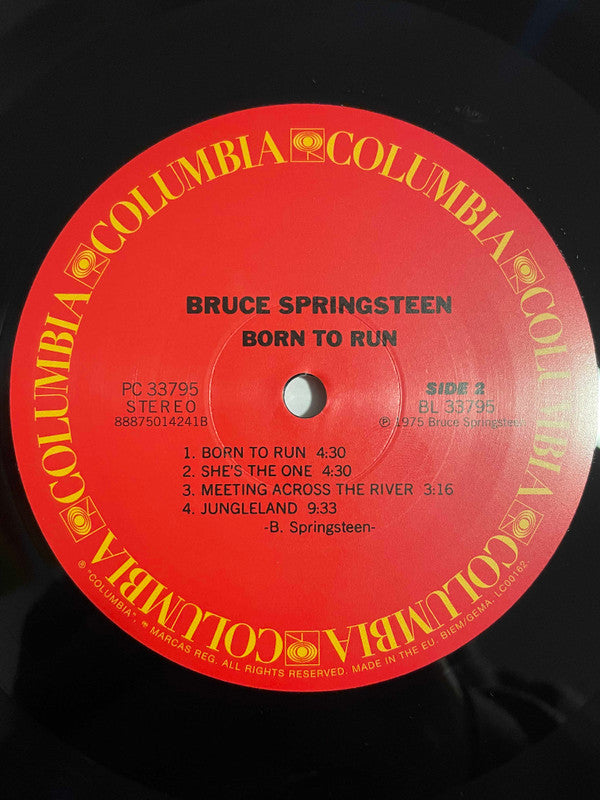 COLUMBIA COLUMBIA COLUMBIA COLUMBIA COLUMBIA COLUMBIA COLUMBIA COLUMBIA
BRUCE SPRINGSTEEN
BORN TO RUN
PC 33795
STEREO
88875014241B
SIDE 2
BL 33795
℗ 1975 Bruce Springsteen
1. BORN TO RUN 4:30
2. SHE'S THE ONE 4:30
3. MEETING ACROSS THE RIVER 3:16
4. JUNGLELAND 9:33
-B. Springsteen-
® "COLUMBIA", MARCAS REG. ALL RIGHTS RESERVED. MADE IN THE EU. BIEM/GEMA. LC00162.